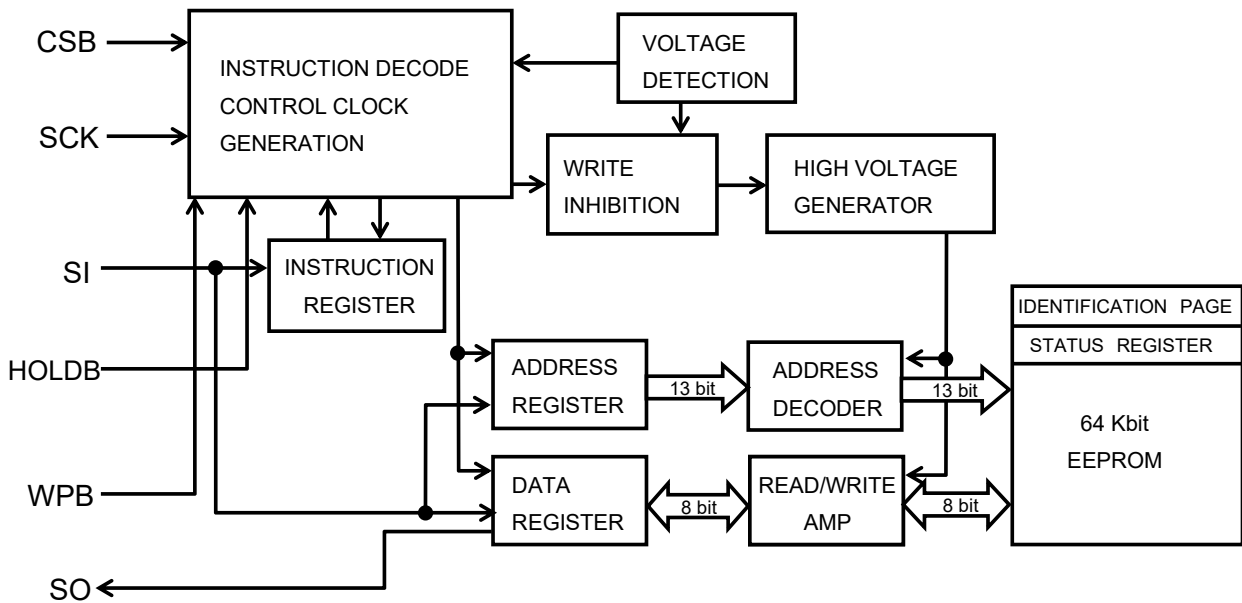 CSB
SCK
SI
HOLDB
WPB
SO
INSTRUCTION DECODE
CONTROL CLOCK
GENERATION
VOLTAGE
DETECTION
WRITE
INHIBITION
HIGH VOLTAGE
GENERATOR
INSTRUCTION
REGISTER
ADDRESS
REGISTER
13 bit
ADDRESS
DECODER
13 bit
DATA
REGISTER
8 bit
READ/WRITE
AMP
8 bit
IDENTIFICATION PAGE
STATUS REGISTER
64 Kbit
EEPROM